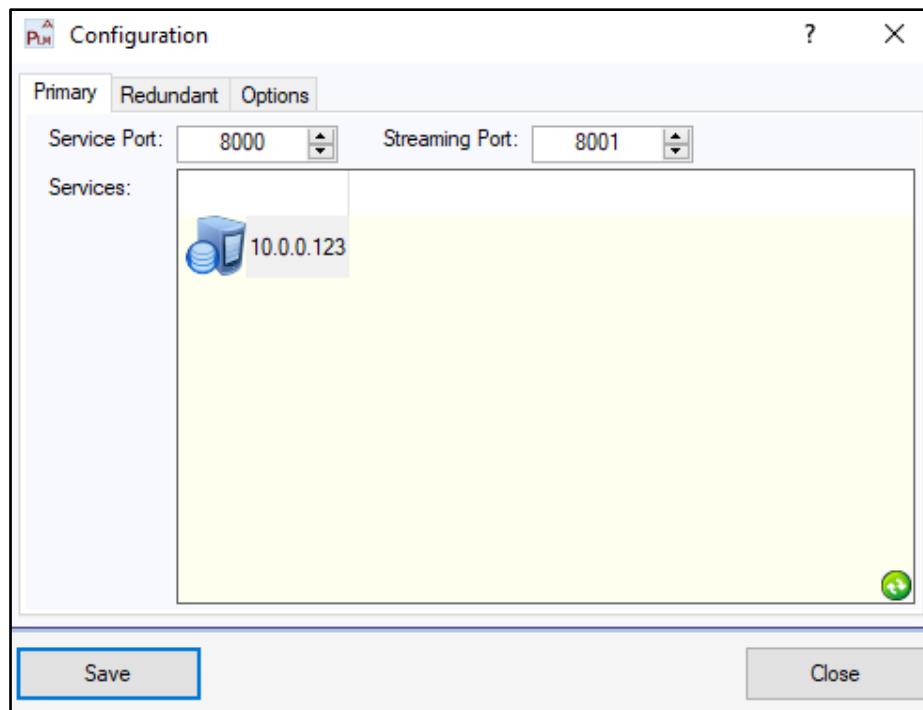 PLM Configuration ?
Primary Redundant Options
Service Port: 8000 Streaming Port: 8001
Services:
10.0.0.123
Save Close